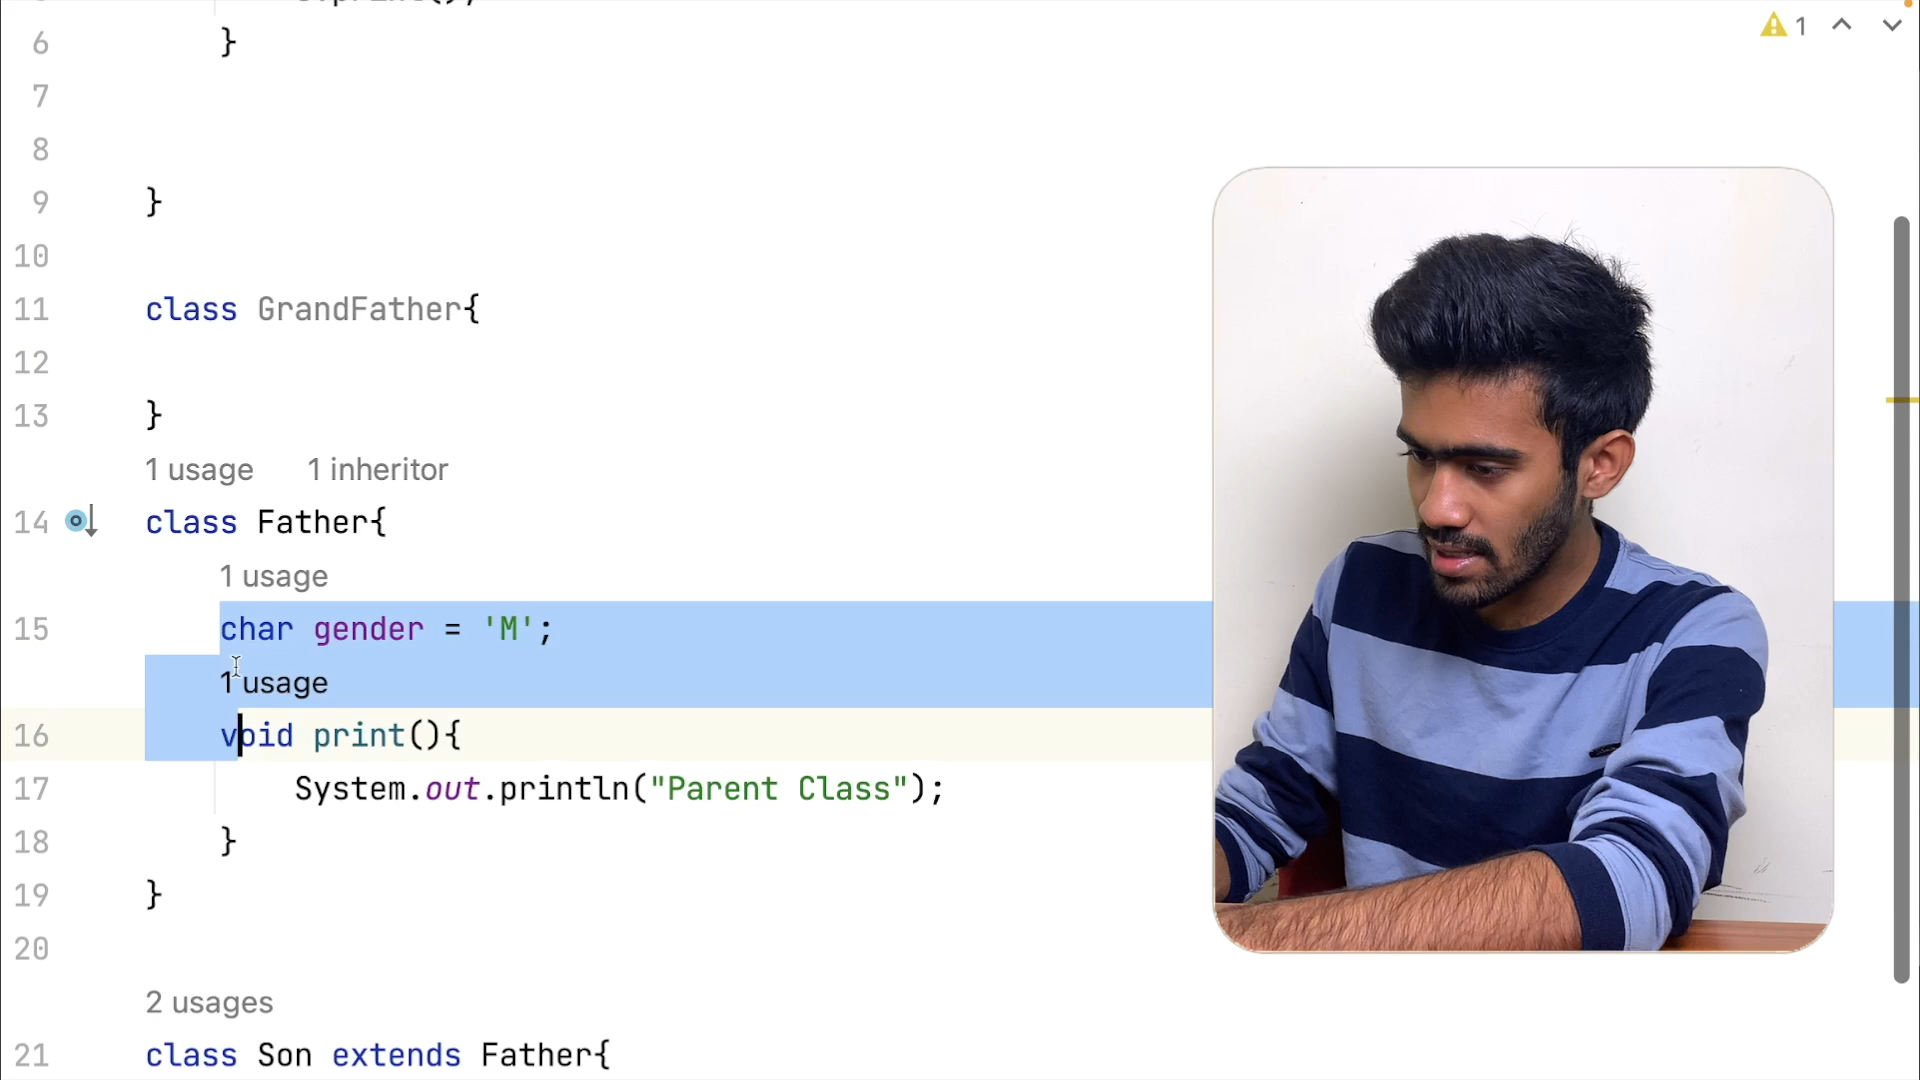 6 }
7
8
9 }
10
11 class GrandFather{
12
13 }
1 usage 1 inheritor
14 class Father{
1 usage
15 char gender = 'M';
1 usage
16 void print(){
17 System.out.println("Parent Class");
18 }
19 }
20
2 usages
21 class Son extends Father{
1